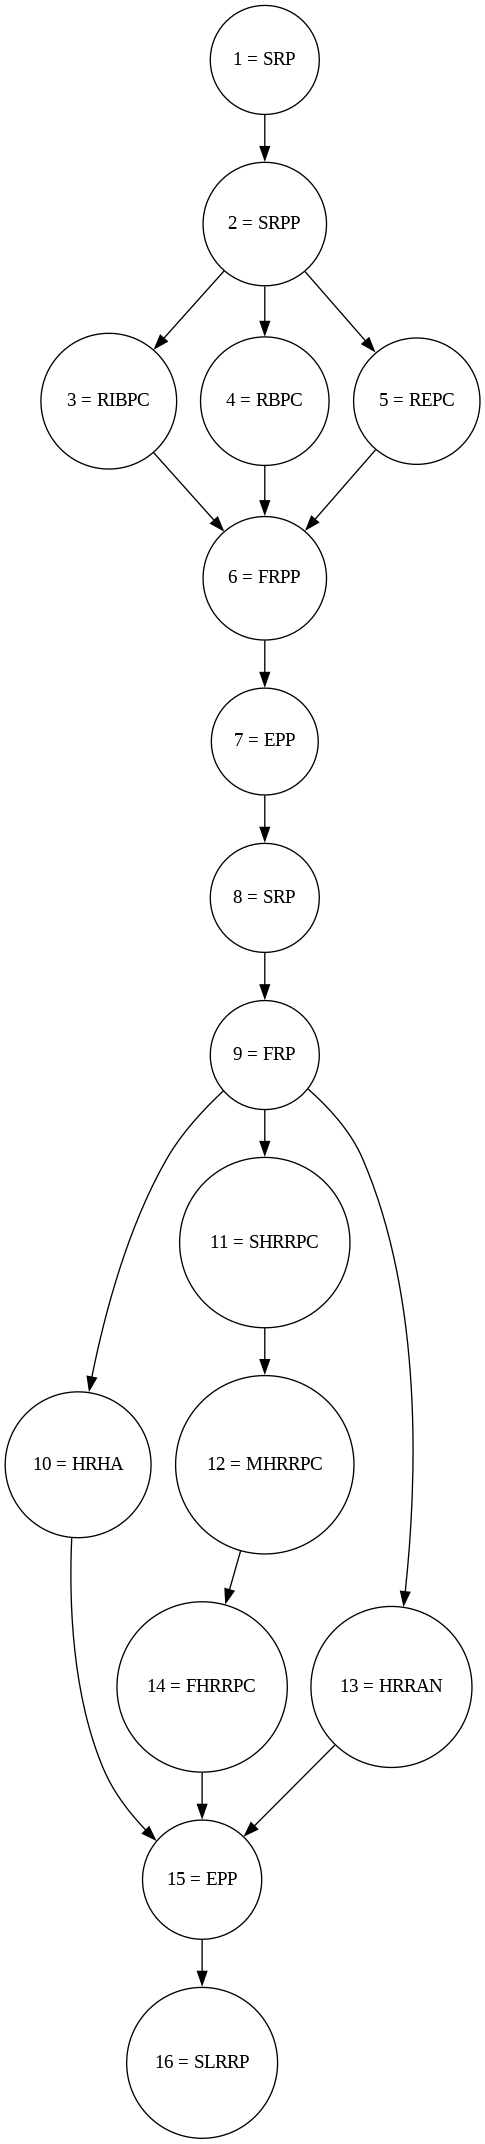 1 = SRP
2 = SRPP
3 = RIBPC
4 = RBPC
5 = REPC
6 = FRPP
7 = EPP
8 = SRP
9 = FRP
11 = SHRRPC
10 = HRHA
12 = MHRRPC
14 = FHRRPC
13 = HRRAN
15 = EPP
16 = SLRRP